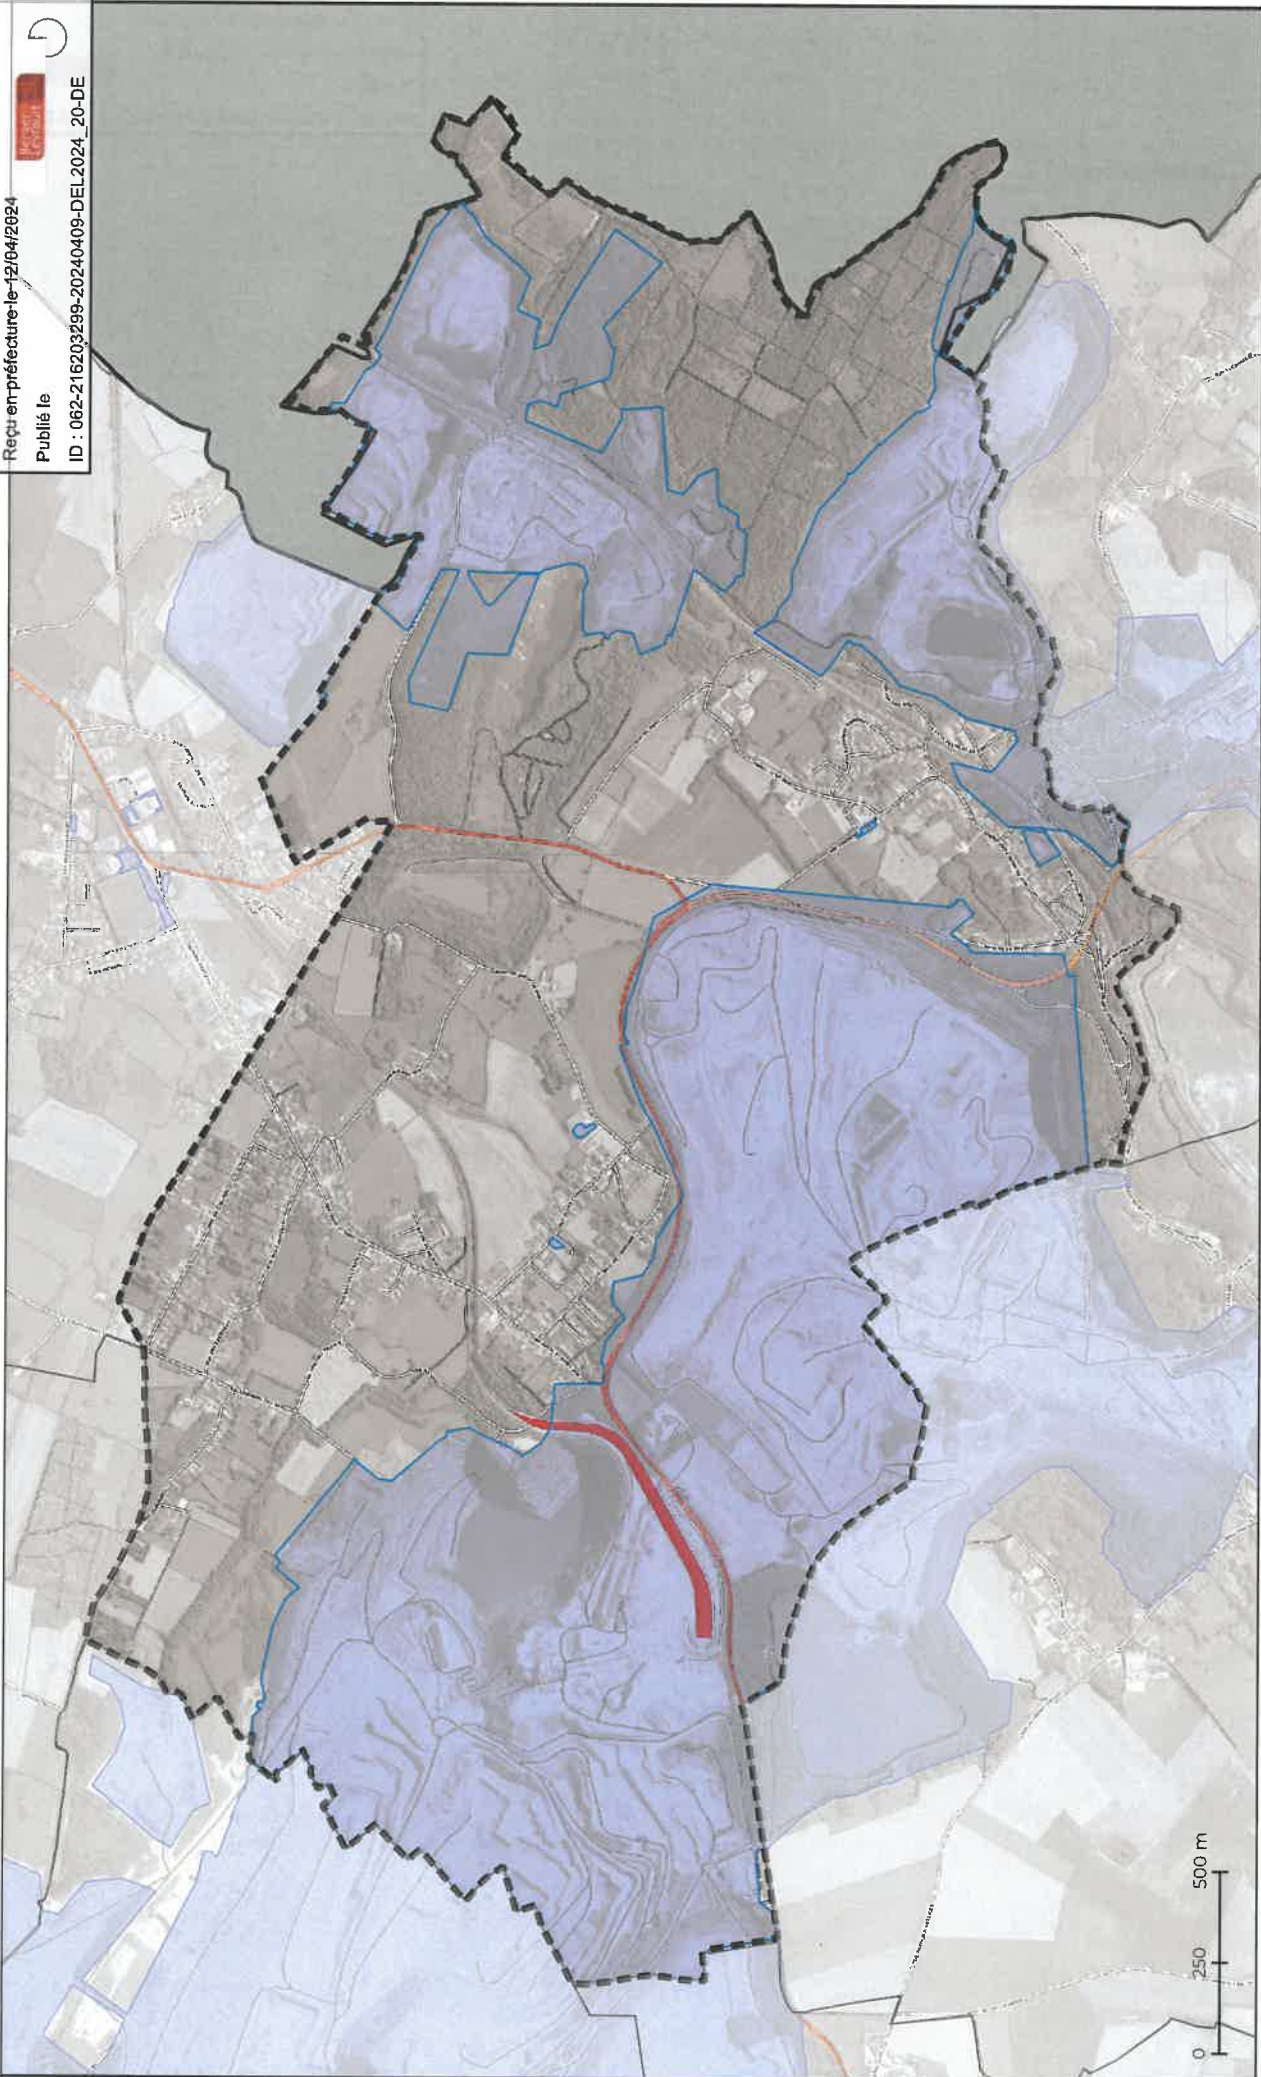 Reçu en préfecture le 12/04/2024
Publié le
ID : 062-216203299-20240409-DEL2024_20-DE
0 250 500 m